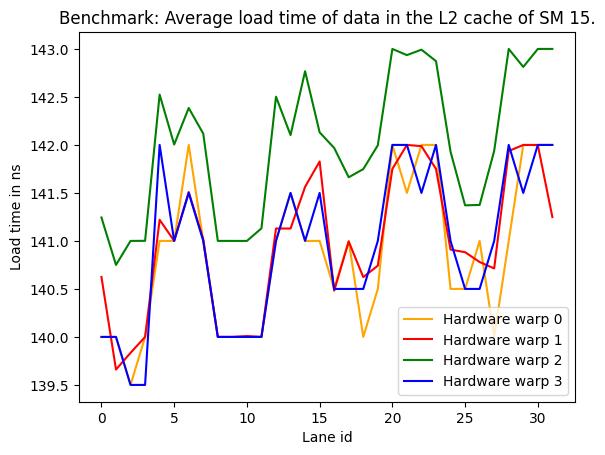 Benchmark: Average load time of data in the L2 cache of SM 15.
Load time in ns
143.0
142.5
142.0
141.5
141.0
140.5
140.0
139.5
0 5 10 15 20 25 30
Lane id
Hardware warp 0
Hardware warp 1
Hardware warp 2
Hardware warp 3